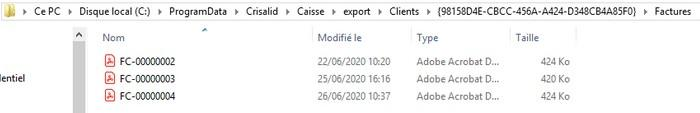 Ce PC > Disque local (C:) > ProgramData > Crisalid > Caisse > export > Clients > {98158D4E-CBCC-456A-A424-D348CB4A85F0} > Factures
Nom Modifié le Type Taille
FC-00000002 22/06/2020 10:20 Adobe Acrobat D... 424 Ko
dentiel FC-00000003 25/06/2020 16:16 Adobe Acrobat D... 420 Ko
FC-00000004 26/06/2020 10:37 Adobe Acrobat D... 424 Ko